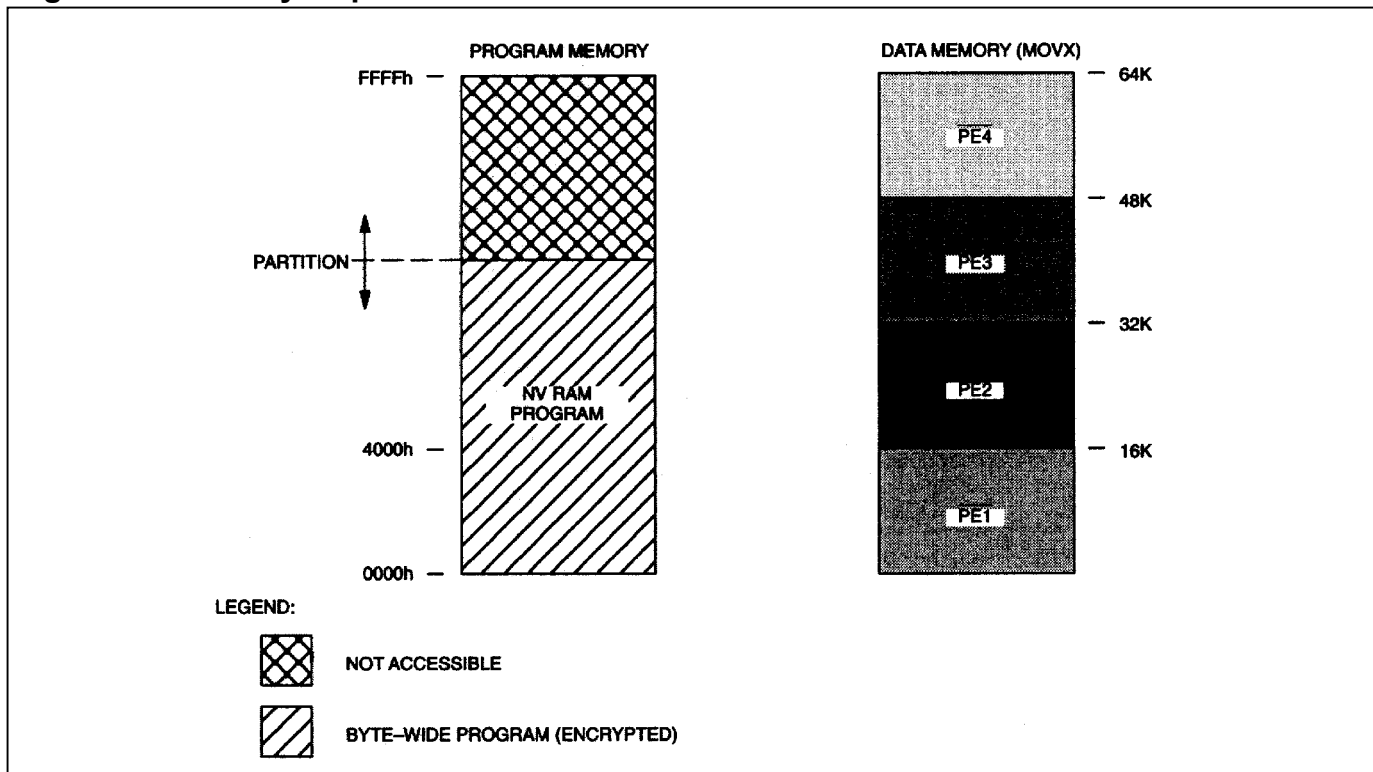 PROGRAM MEMORY
FFFFh
PARTITION
NV RAM
PROGRAM
4000h
0000h
DATA MEMORY (MOVX)
64K
PE4
48K
PE3
32K
PE2
16K
PE1
LEGEND:
NOT ACCESSIBLE
BYTE–WIDE PROGRAM (ENCRYPTED)